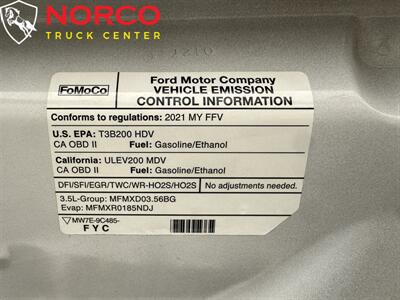 NORCO
TRUCK CENTER
FoMoCo
Ford Motor Company
VEHICLE EMISSION
CONTROL INFORMATION
Conforms to regulations: 2021 MY FFV
U.S. EPA: T3B200 HDV
CA OBD II Fuel: Gasoline/Ethanol
California: ULEV200 MDV
CA OBD II Fuel: Gasoline/Ethanol
DFI/SFI/EGR/TWC/WR-HO2S/HO2S No adjustments needed.
3.5L-Group: MFMXD03.56BG
Evap: MFMXR0185NDJ
MW7E-9C485-
FYC